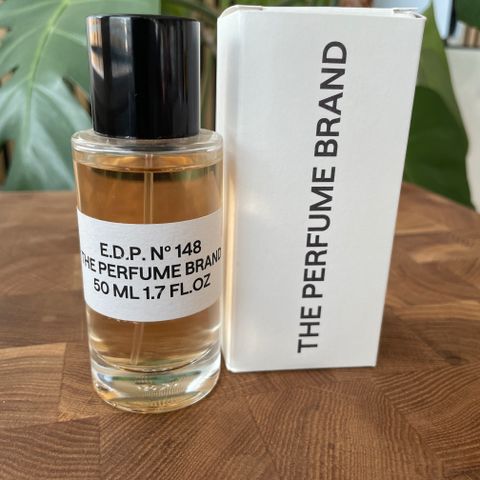 E.D.P. N° 148
THE PERFUME BRAND
50 ML 1.7 FL.OZ
THE PERFUME BRAND